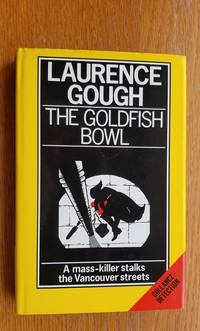 LAURENCE
GOUGH
THE GOLDFISH
BOWL
A mass-killer stalks
the Vancouver streets
GOLLANCZ
DETECTION